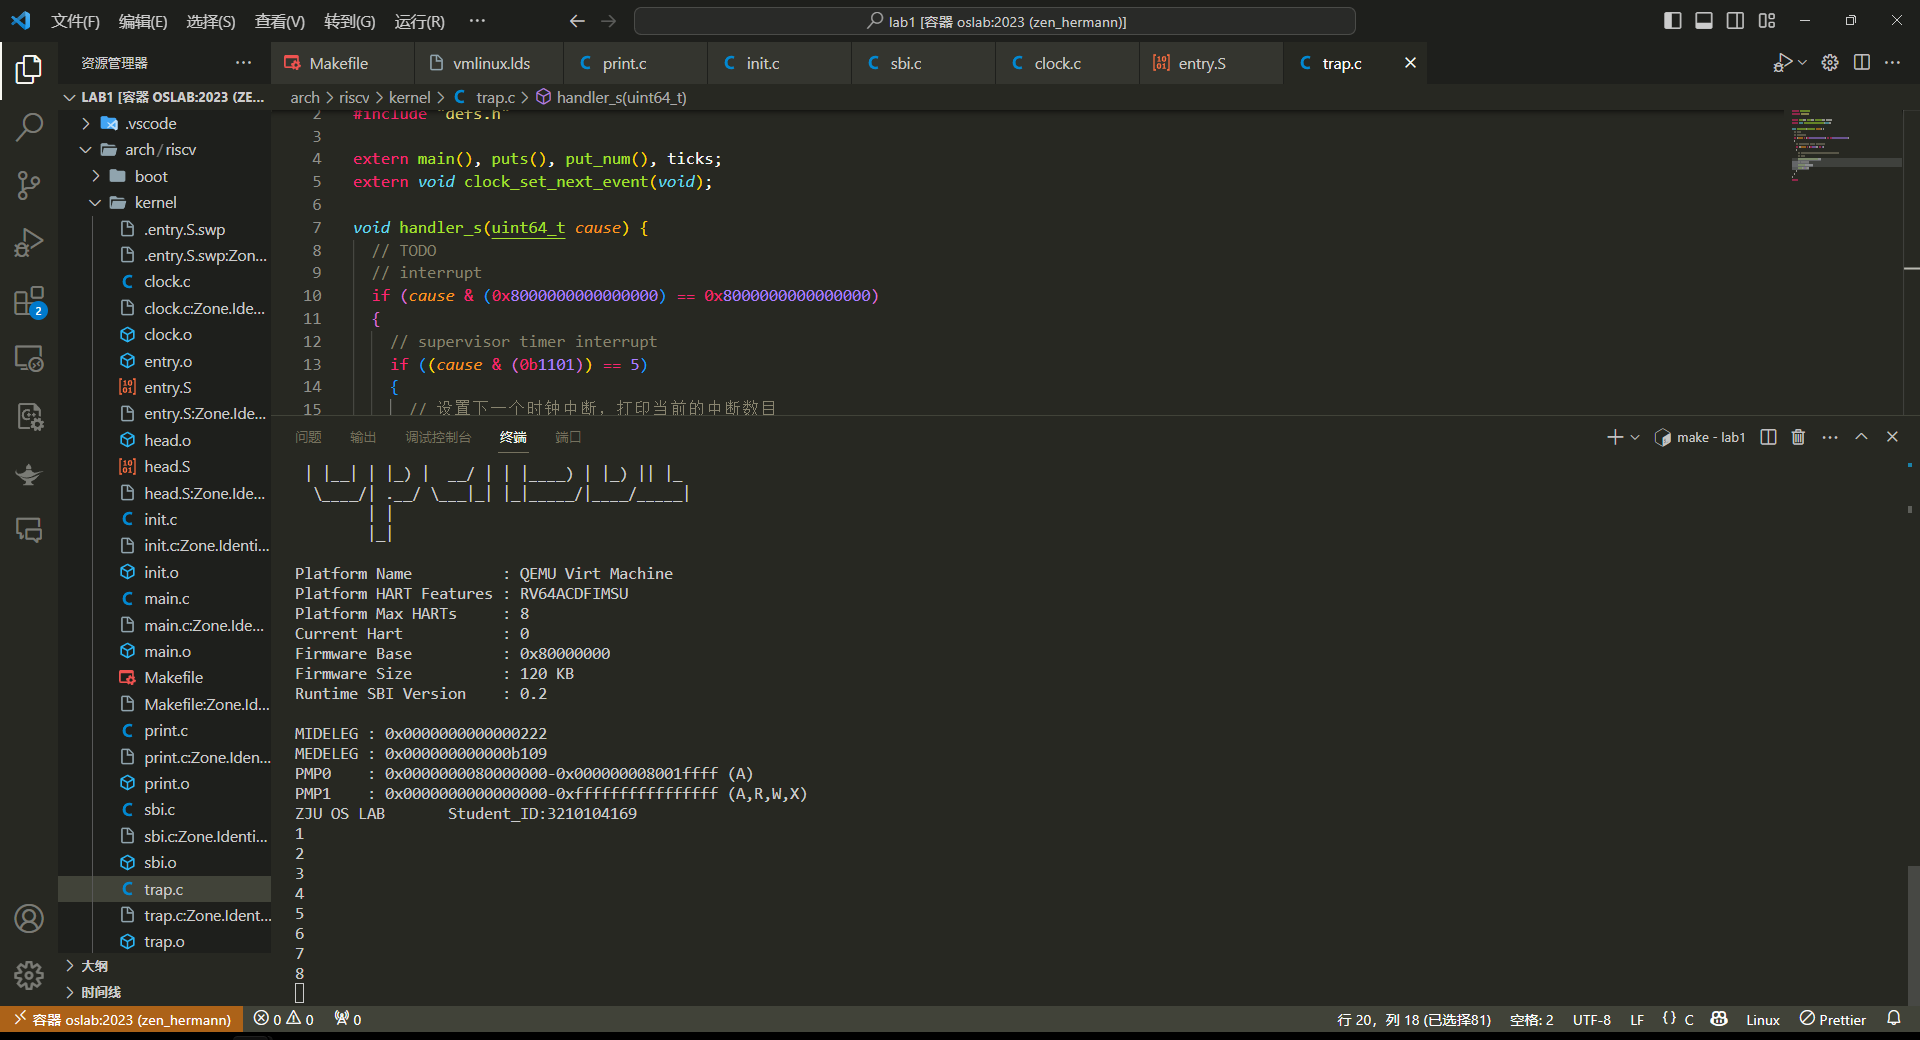 文件(F) 编辑(E) 选择(S) 查看(V) 转到(G) 运行(R) ··· lab1 [容器 oslab:2023 (zen_hermann)]
资源管理器 ··· Makefile vmlinux.lds print.c init.c sbi.c clock.c entry.S trap.c
LAB1 [容器 OSLAB:2023 (ZE...
.vscode
arch/riscv
boot
kernel
.entry.S.swp
.entry.S.swp:Zon...
clock.c
clock.c:Zone.Ide...
clock.o
entry.o
entry.S
entry.S:Zone.Ide...
head.o
head.S
head.S:Zone.Ide...
init.c
init.c:Zone.Identi...
init.o
main.c
main.c:Zone.Ide...
main.o
Makefile
Makefile:Zone.Id...
print.c
print.c:Zone.Iden...
print.o
sbi.c
sbi.c:Zone.Identi...
sbi.o
trap.c
trap.c:Zone.Ident...
trap.o
大纲
时间线
2
arch > riscv > kernel > C trap.c > handler_s(uint64_t)
2 #include "defs.h"
3
4 extern main(), puts(), put_num(), ticks;
5 extern void clock_set_next_event(void);
6
7 void handler_s(uint64_t cause) {
8 // TODO
9 // interrupt
10 if (cause & (0x8000000000000000) == 0x8000000000000000)
11 {
12 // supervisor timer interrupt
13 if ((cause & (0b1101)) == 5)
14 {
15 // 设置下一个时钟中断，打印当前的中断数目
问题 输出 调试控制台 终端 端口 make - lab1
| |__| | |_) |  __/ | | |____) | |_) || |_
\____/| .__/ \___|_| |_|_____/|____/_____|
| |
|_|
Platform Name          : QEMU Virt Machine
Platform HART Features : RV64ACDFIMSU
Platform Max HARTs     : 8
Current Hart           : 0
Firmware Base          : 0x80000000
Firmware Size          : 120 KB
Runtime SBI Version    : 0.2
MIDELEG : 0x0000000000000222
MEDELEG : 0x000000000000b109
PMP0    : 0x0000000080000000-0x000000008001ffff (A)
PMP1    : 0x0000000000000000-0xffffffffffffffff (A,R,W,X)
ZJU OS LAB       Student_ID:3210104169
1
2
3
4
5
6
7
8
容器 oslab:2023 (zen_hermann) 0 0 0 行 20，列 18 (已选择81) 空格: 2 UTF-8 LF {} C Linux Prettier